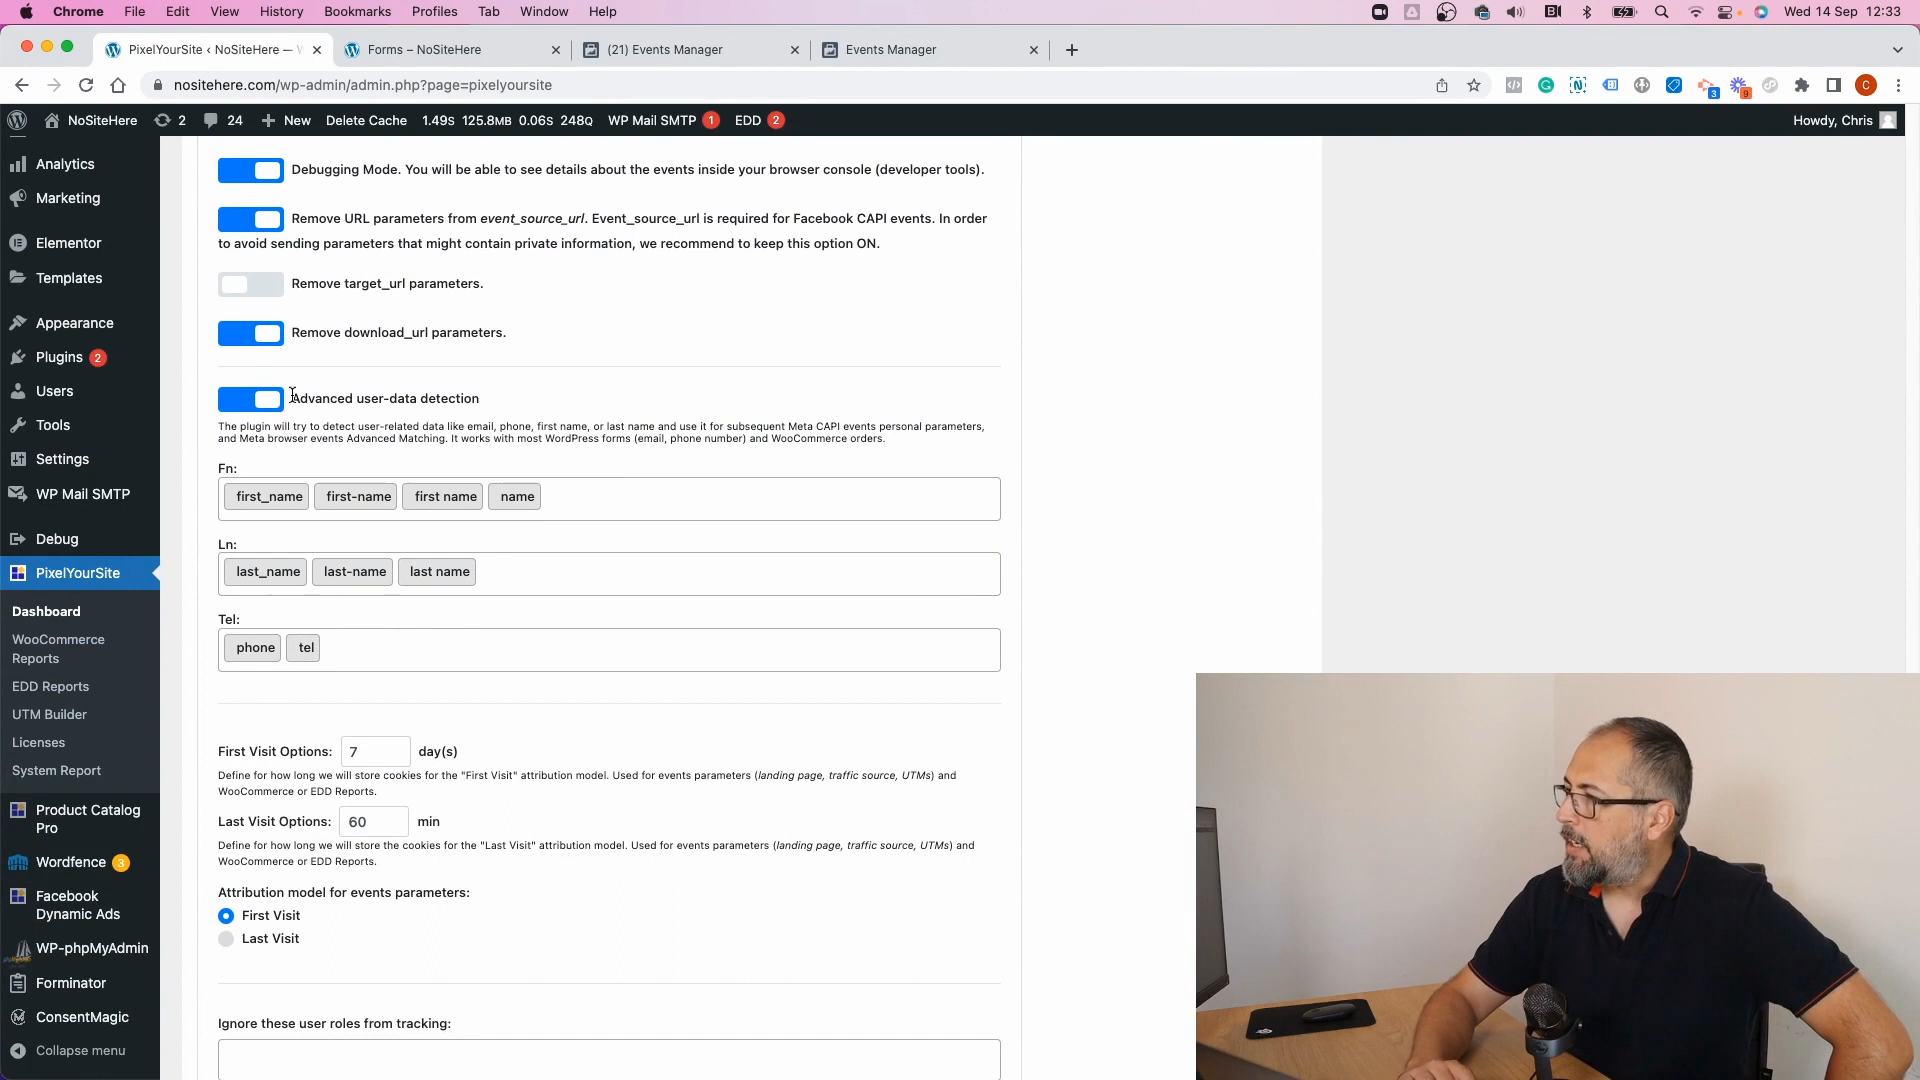 Chrome File Edit View History Bookmarks Profiles Tab Window Help Wed 14 Sep 12:33
PixelYourSite ‹ NoSiteHere — W Forms – NoSiteHere (21) Events Manager Events Manager
nositehere.com/wp-admin/admin.php?page=pixelyoursite 3 9 C
NoSiteHere 2 24 New Delete Cache 1.49S 125.8MB 0.06S 248Q WP Mail SMTP 1 EDD 2 Howdy, Chris
Analytics
Marketing
Elementor
Templates
Appearance
Plugins 2
Users
Tools
Settings
WP Mail SMTP
Debug
PixelYourSite
Dashboard
WooCommerce
Reports
EDD Reports
UTM Builder
Licenses
System Report
Product Catalog
Pro
Wordfence 3
Facebook
Dynamic Ads
WP-phpMyAdmin
Forminator
ConsentMagic
Collapse menu
Debugging Mode. You will be able to see details about the events inside your browser console (developer tools).
Remove URL parameters from event_source_url. Event_source_url is required for Facebook CAPI events. In order
to avoid sending parameters that might contain private information, we recommend to keep this option ON.
Remove target_url parameters.
Remove download_url parameters.
Advanced user-data detection
The plugin will try to detect user-related data like email, phone, first name, or last name and use it for subsequent Meta CAPI events personal parameters,
and Meta browser events Advanced Matching. It works with most WordPress forms (email, phone number) and WooCommerce orders.
Fn:
first_name first-name first name name
Ln:
last_name last-name last name
Tel:
phone tel
First Visit Options: 7 day(s)
Define for how long we will store cookies for the "First Visit" attribution model. Used for events parameters (landing page, traffic source, UTMs) and
WooCommerce or EDD Reports.
Last Visit Options: 60 min
Define for how long we will store the cookies for the "Last Visit" attribution model. Used for events parameters (landing page, traffic source, UTMs) and
WooCommerce or EDD Reports.
Attribution model for events parameters:
First Visit
Last Visit
Ignore these user roles from tracking: